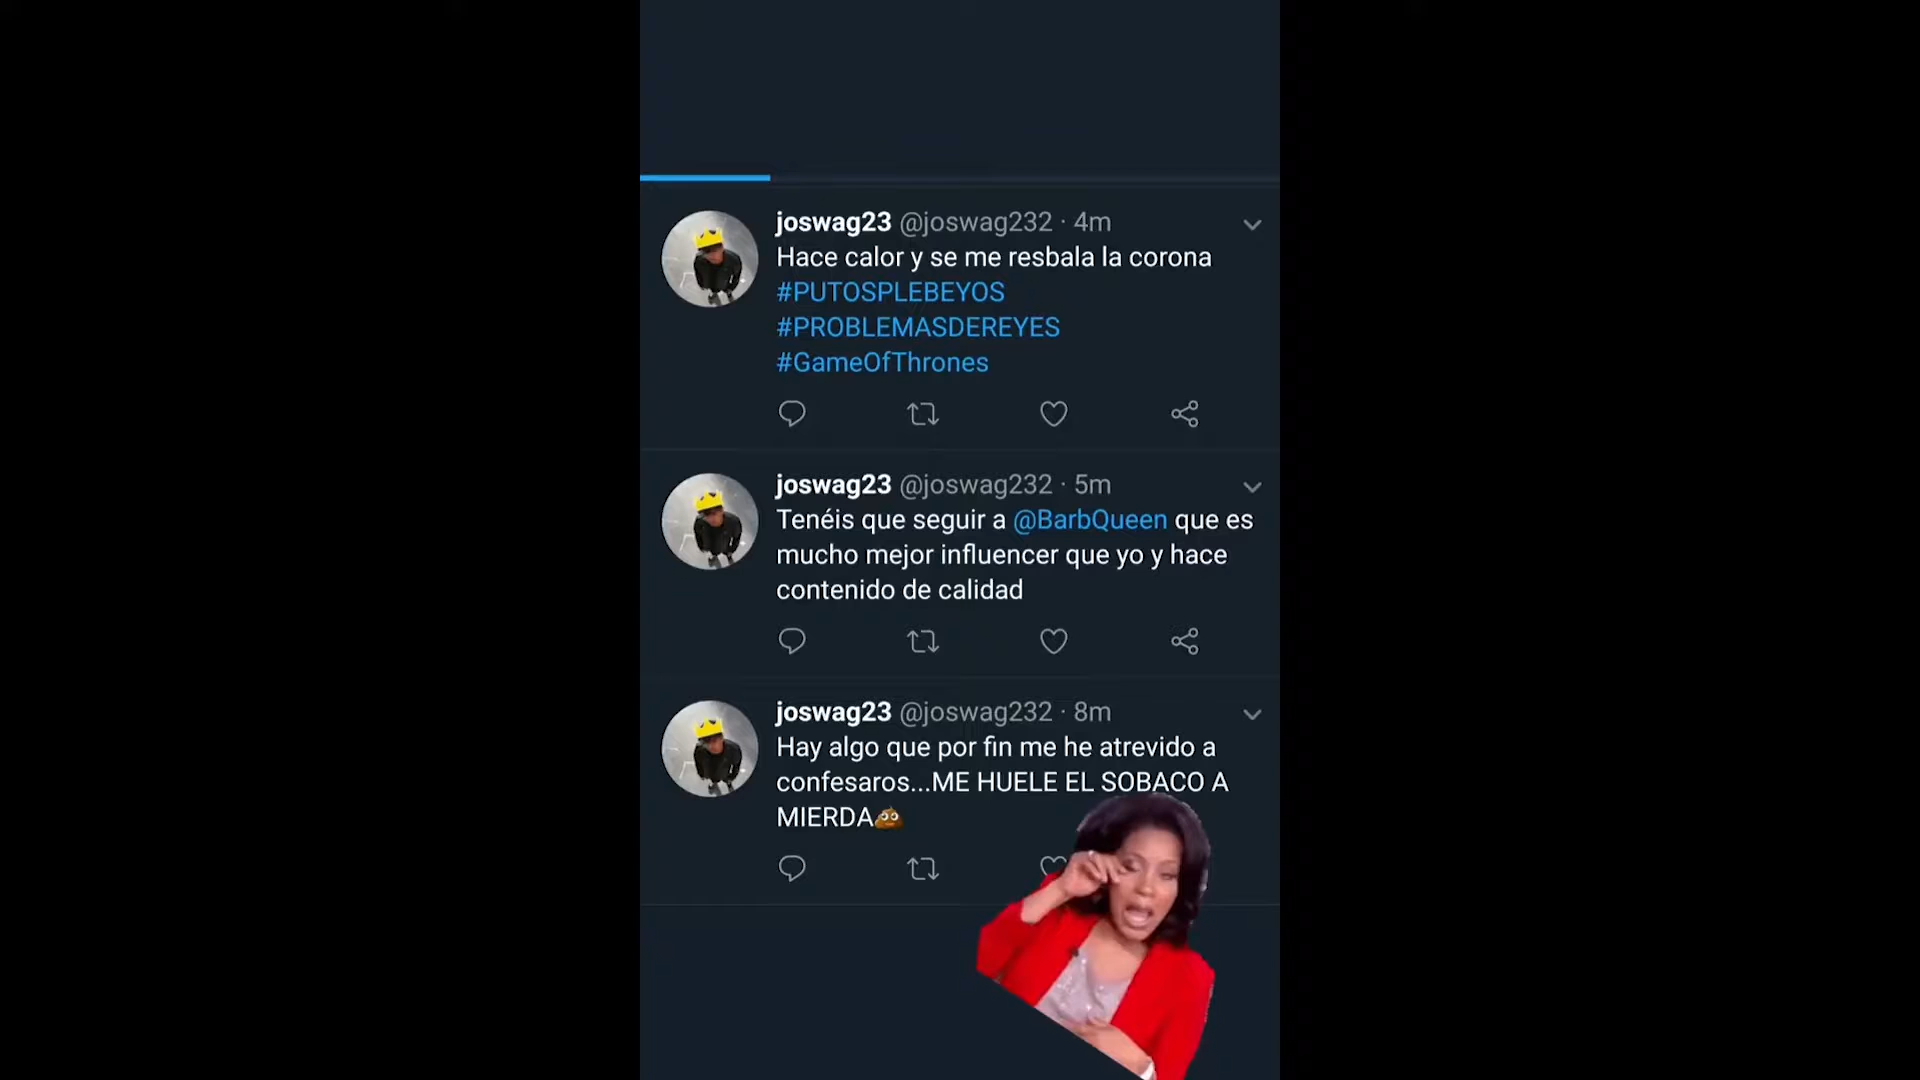 joswag23 @joswag232 · 4m
Hace calor y se me resbala la corona
#PUTOSPLEBEYOS
#PROBLEMASDEREYES
#GameOfThrones
joswag23 @joswag232 · 5m
Tenéis que seguir a @BarbQueen que es
mucho mejor influencer que yo y hace
contenido de calidad
joswag23 @joswag232 · 8m
Hay algo que por fin me he atrevido a
confesaros...ME HUELE EL SOBACO A
MIERDA💩